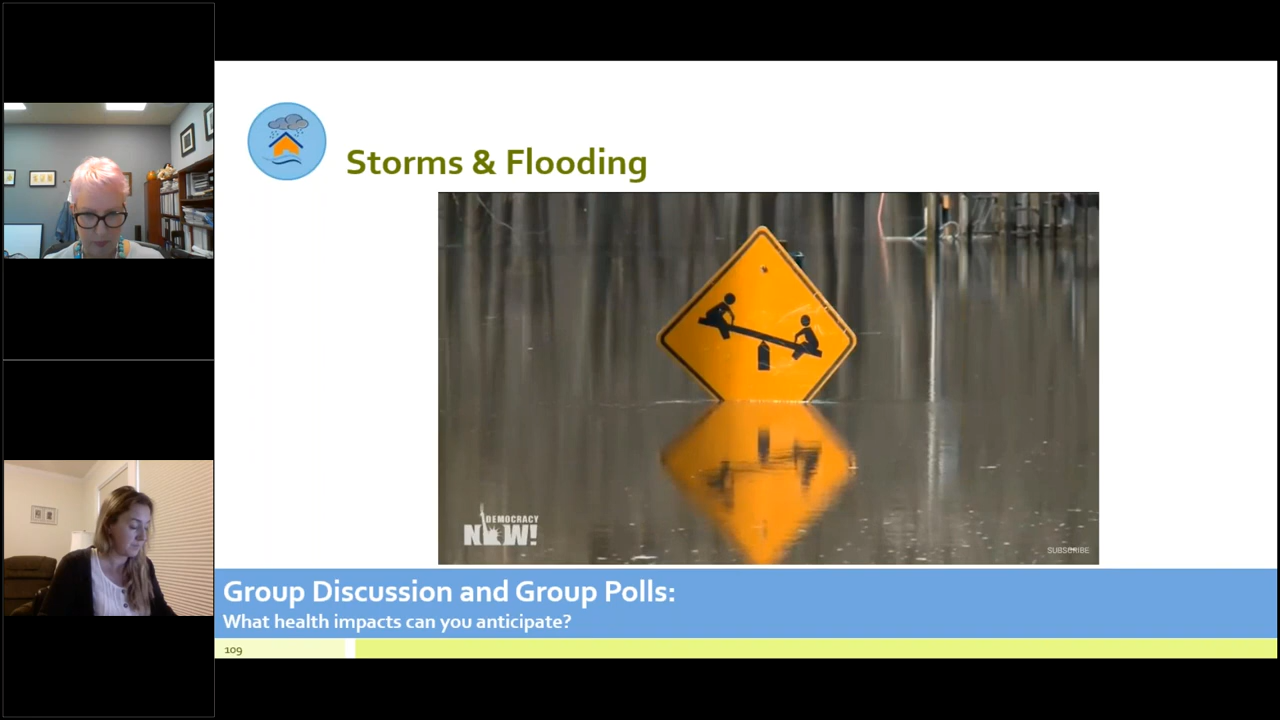 Storms & Flooding
DEMOCRACY
NOW!
SUBSCRIBE
Group Discussion and Group Polls:
What health impacts can you anticipate?
109